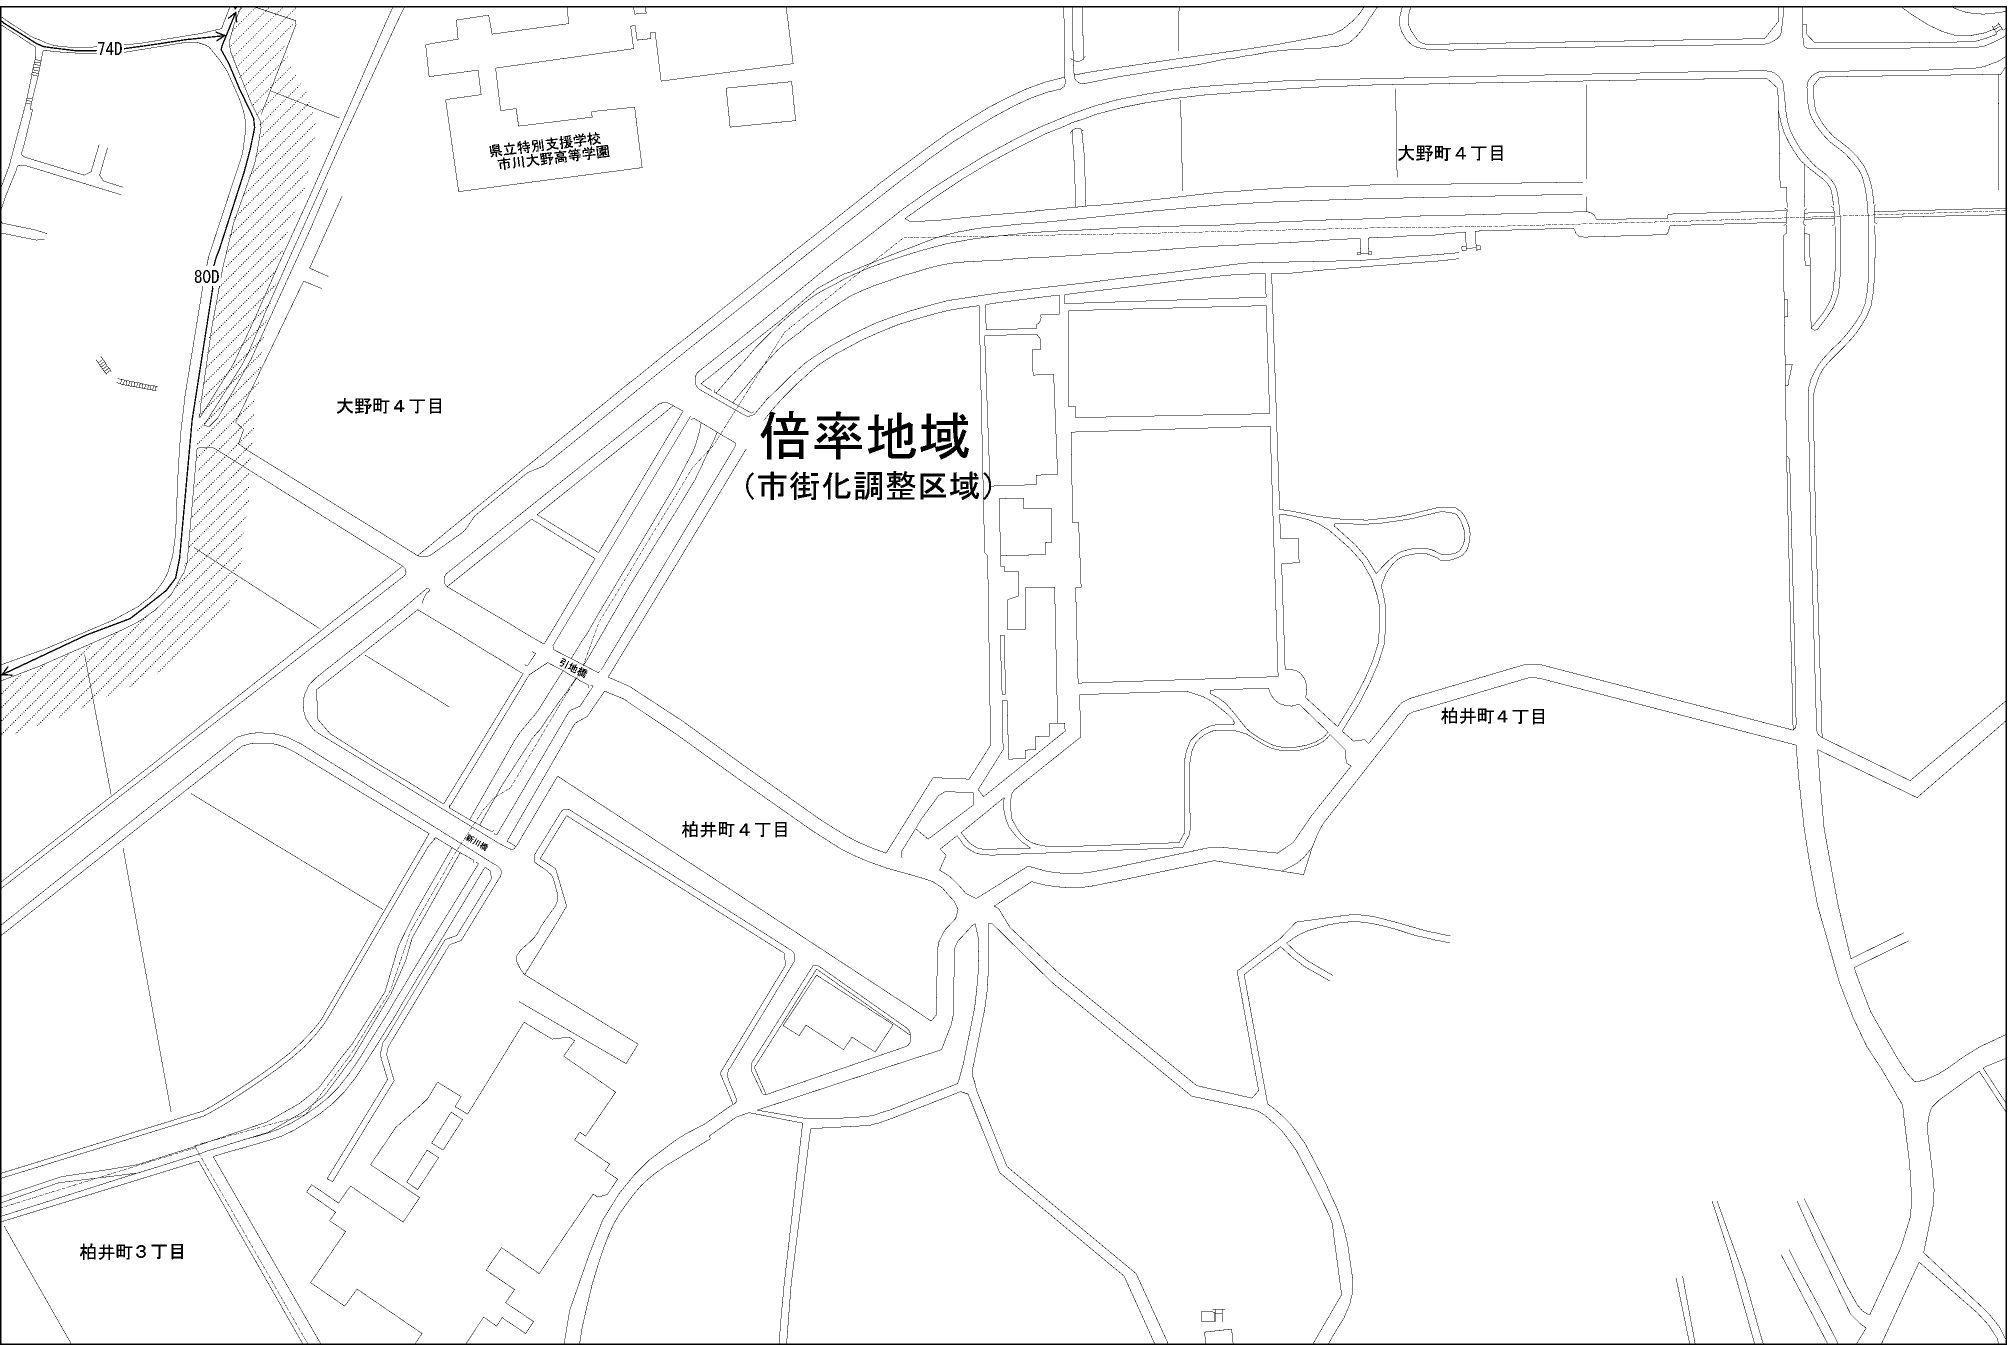 74D
県立特別支援学校
市川大野高等学園
大野町４丁目
80D
大野町４丁目
倍率地域
（市街化調整区域）
引地橋
柏井町４丁目
柏井町４丁目
新川橋
柏井町３丁目